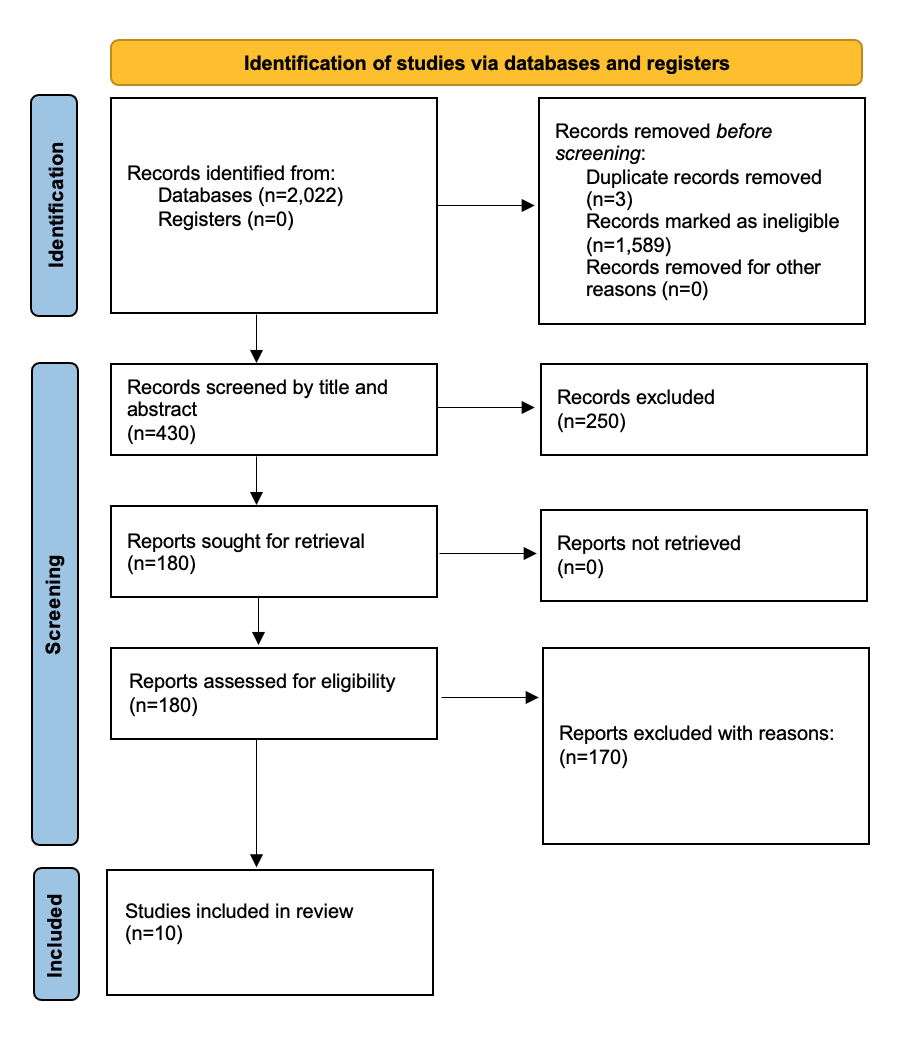 Identification of studies via databases and registers
Identification
Records identified from:
Databases (n=2,022)
Registers (n=0)
Records removed before
screening:
Duplicate records removed
(n=3)
Records marked as ineligible
(n=1,589)
Records removed for other
reasons (n=0)
Screening
Records screened by title and
abstract
(n=430)
Records excluded
(n=250)
Reports sought for retrieval
(n=180)
Reports not retrieved
(n=0)
Reports assessed for eligibility
(n=180)
Reports excluded with reasons:
(n=170)
Included
Studies included in review
(n=10)